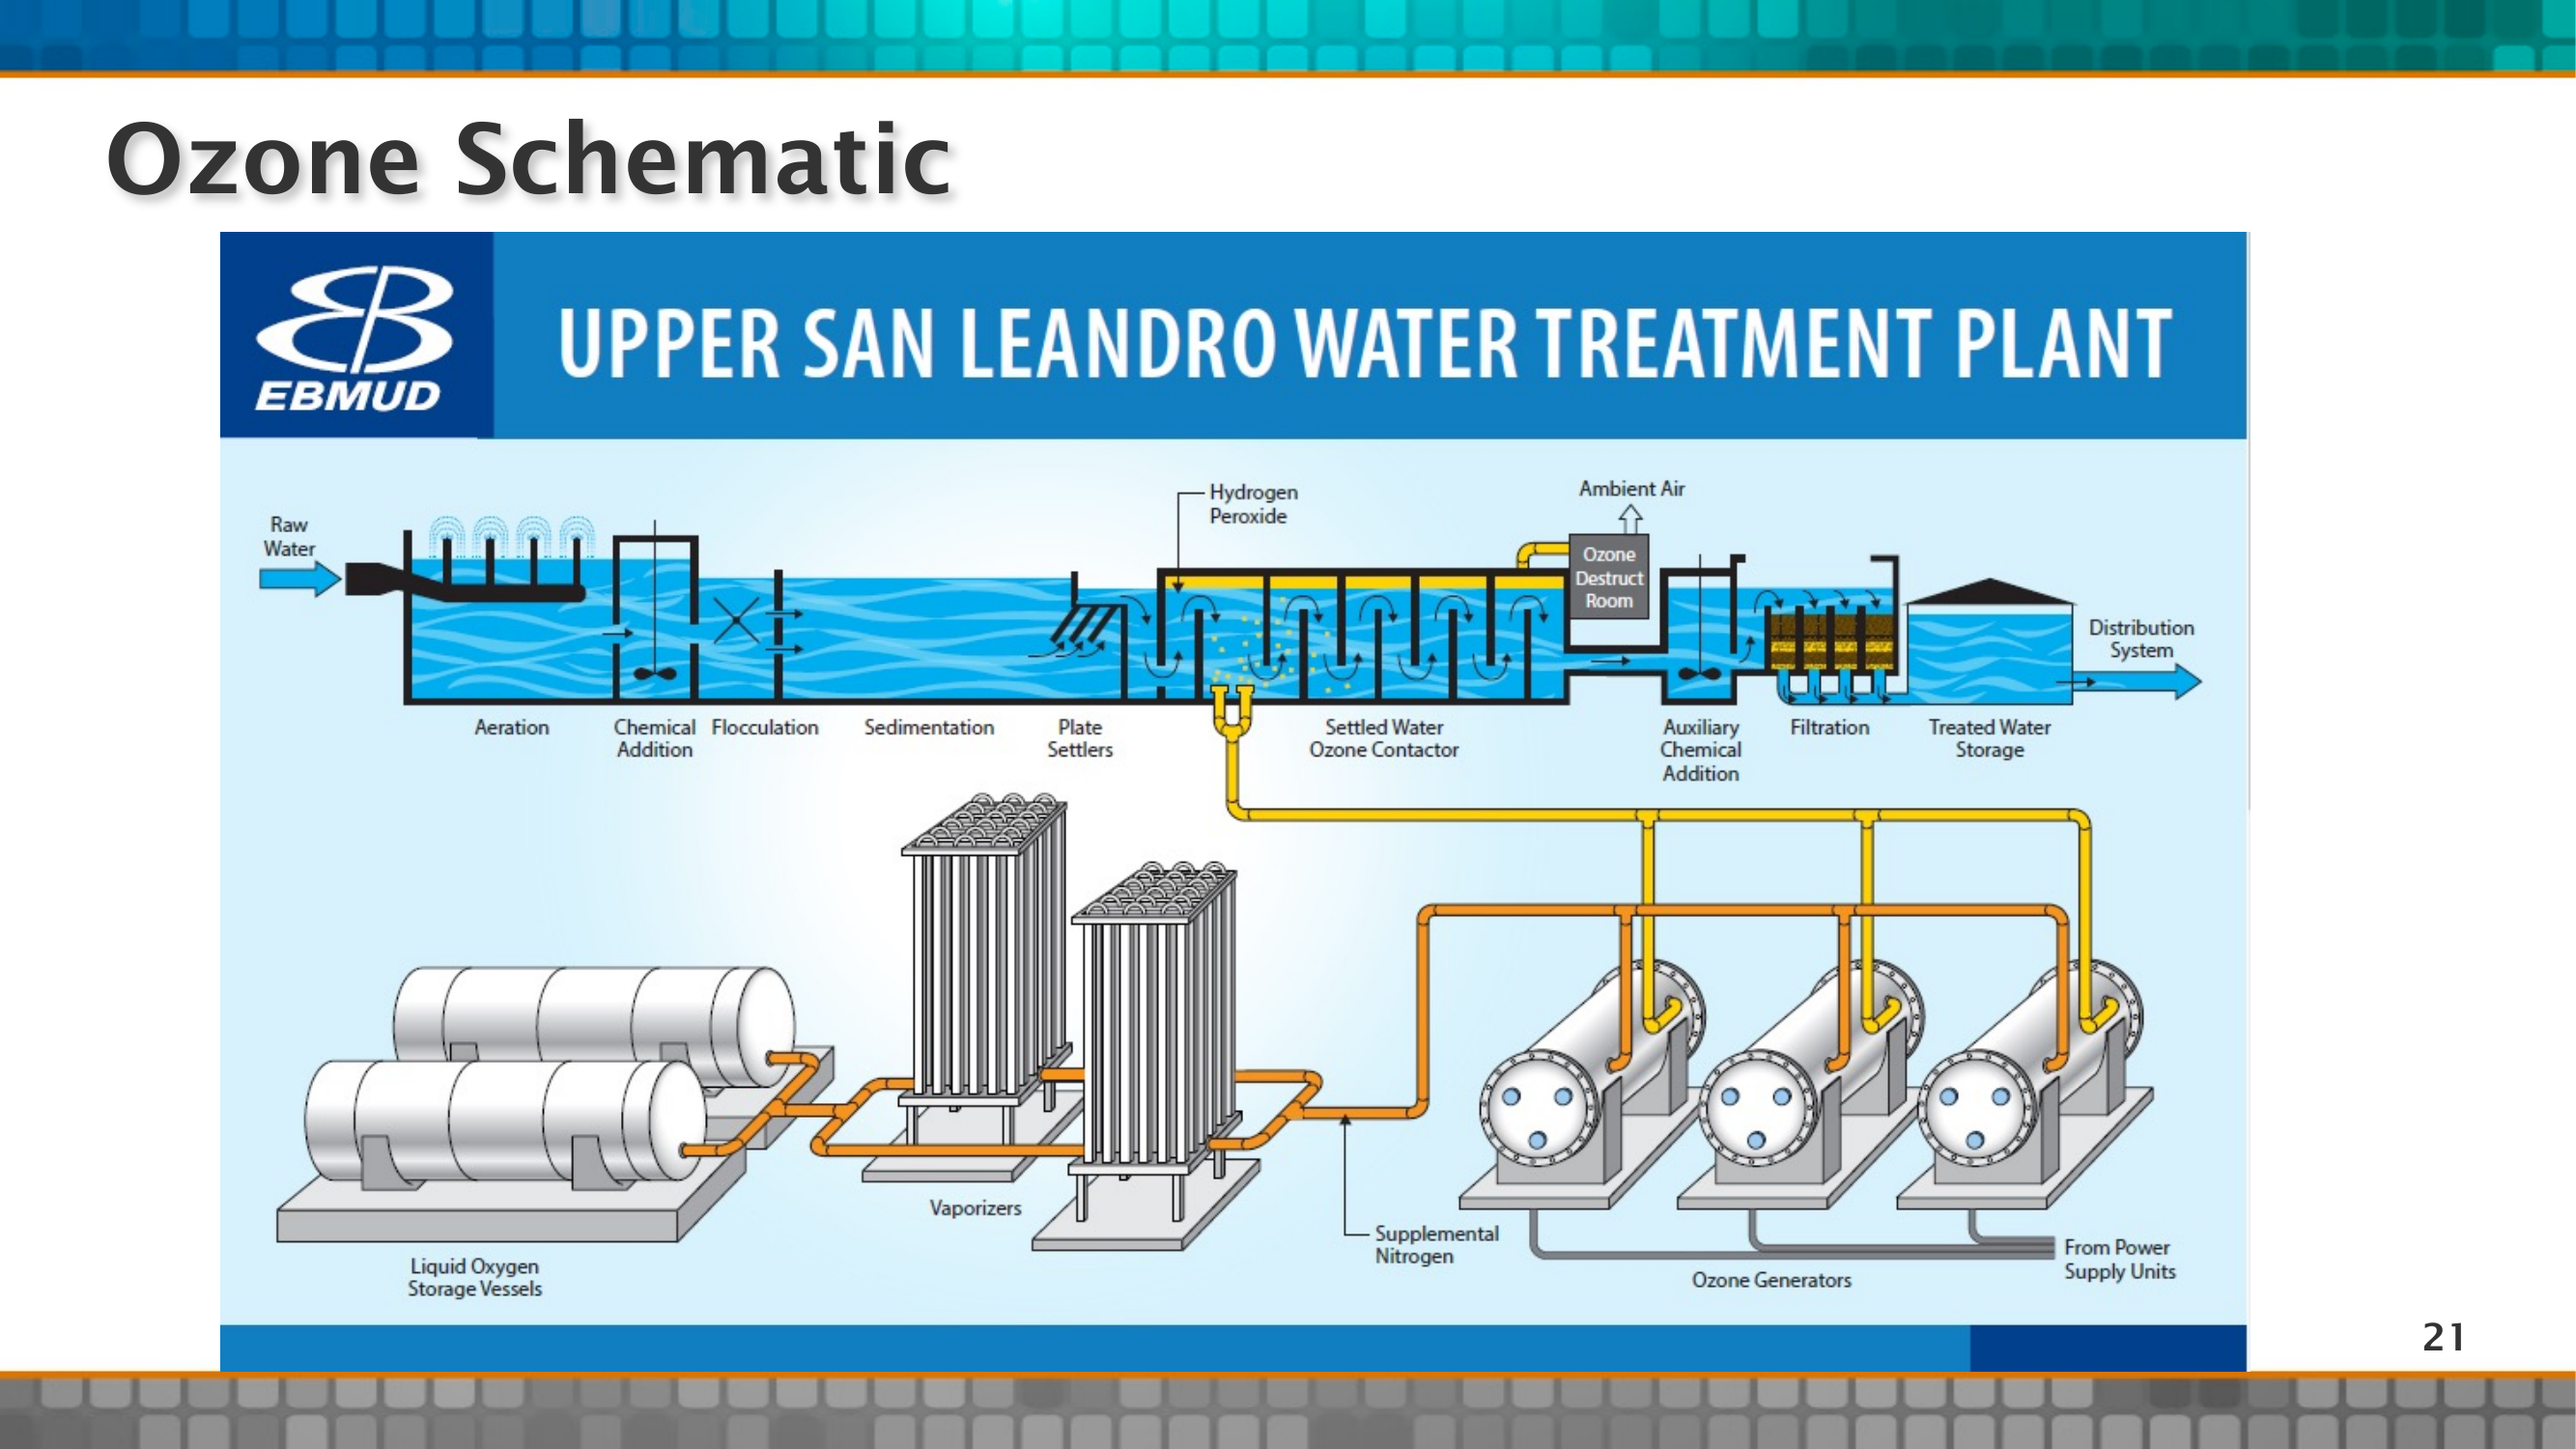 Ozone Schematic
EBMUD
UPPER SAN LEANDRO WATER TREATMENT PLANT
Raw
Water
Hydrogen
Peroxide
Ambient Air
Ozone
Destruct
Room
Distribution
System
Aeration
Chemical
Addition
Flocculation
Sedimentation
Plate
Settlers
Settled Water
Ozone Contactor
Auxiliary
Chemical
Addition
Filtration
Treated Water
Storage
Vaporizers
Supplemental
Nitrogen
Liquid Oxygen
Storage Vessels
Ozone Generators
From Power
Supply Units
21